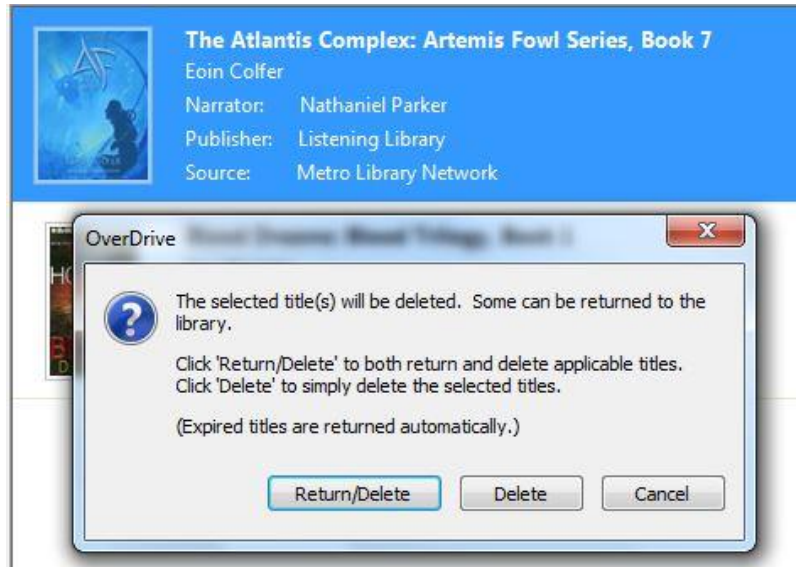 The Atlantis Complex: Artemis Fowl Series, Book 7
Eoin Colfer
Narrator: Nathaniel Parker
Publisher: Listening Library
Source: Metro Library Network
AF
OverDrive
The selected title(s) will be deleted. Some can be returned to the
library.
Click 'Return/Delete' to both return and delete applicable titles.
Click 'Delete' to simply delete the selected titles.
(Expired titles are returned automatically.)
Return/Delete Delete Cancel